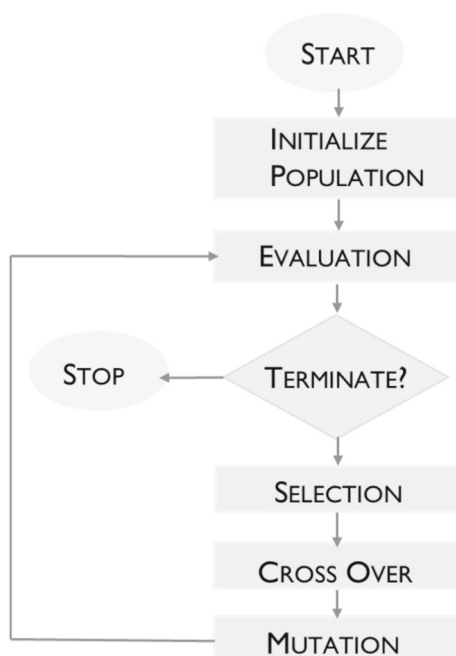 START
INITIALIZE
POPULATION
EVALUATION
STOP
TERMINATE?
SELECTION
CROSS OVER
MUTATION